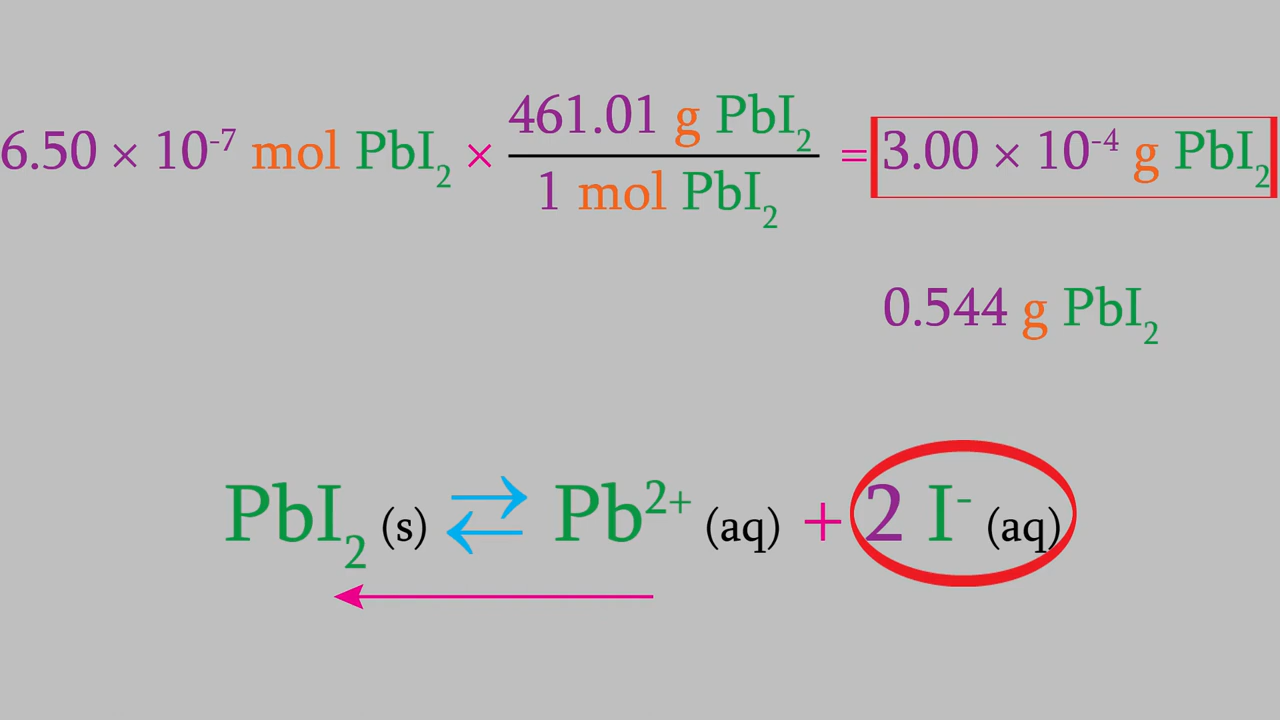 6.50 × 10⁻⁷ mol PbI₂ × 461.01 g PbI₂ / 1 mol PbI₂ = 3.00 × 10⁻⁴ g PbI₂
0.544 g PbI₂
PbI₂ (s) ⇄ Pb²⁺ (aq) + 2 I⁻ (aq)